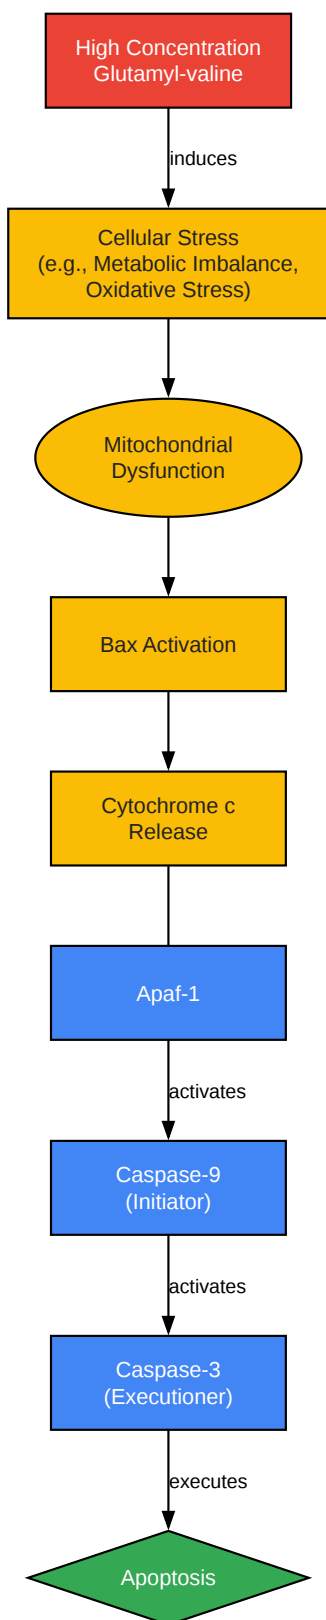 High Concentration
Glutamyl-valine
induces
Cellular Stress
(e.g., Metabolic Imbalance,
Oxidative Stress)
Mitochondrial
Dysfunction
Bax Activation
Cytochrome c
Release
Apaf-1
activates
Caspase-9
(Initiator)
activates
Caspase-3
(Executioner)
executes
Apoptosis